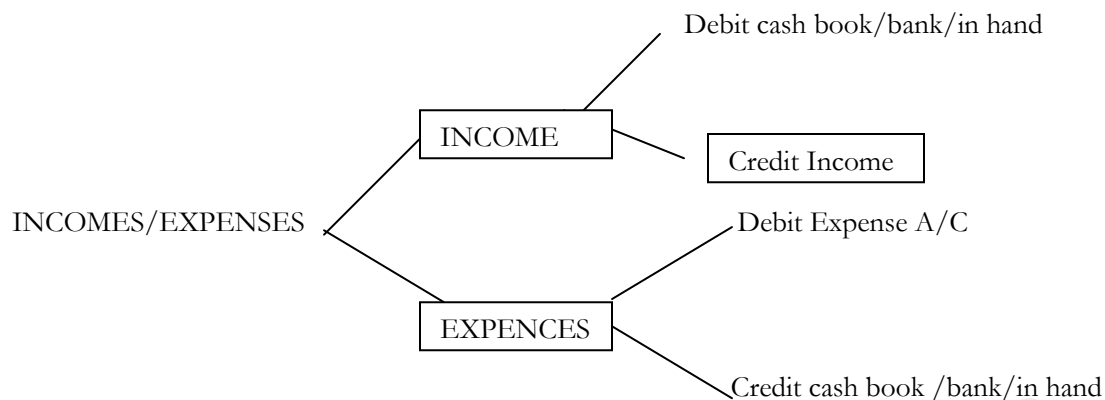 Debit cash book/bank/in hand
INCOME
Credit Income
INCOMES/EXPENSES
Debit Expense A/C
EXPENCES
Credit cash book /bank/in hand